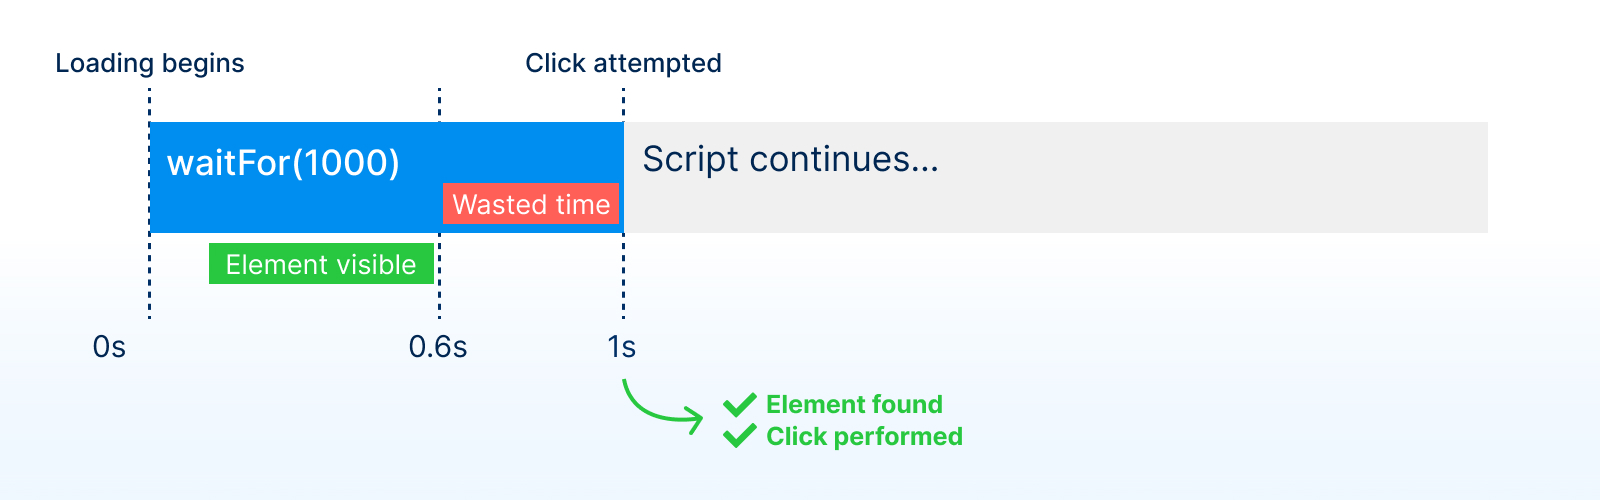 Loading begins
Click attempted
waitFor(1000)
Script continues...
Wasted time
Element visible
0s
0.6s
1s
Element found
Click performed